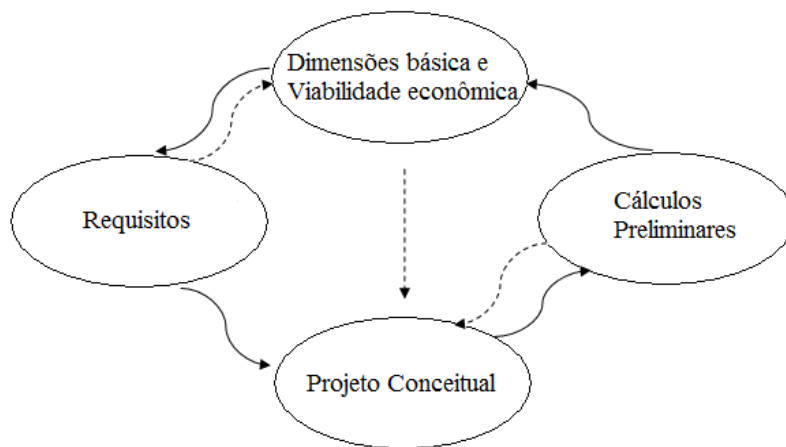 Dimensões básica e
Viabilidade econômica
Requisitos
Cálculos
Preliminares
Projeto Conceitual